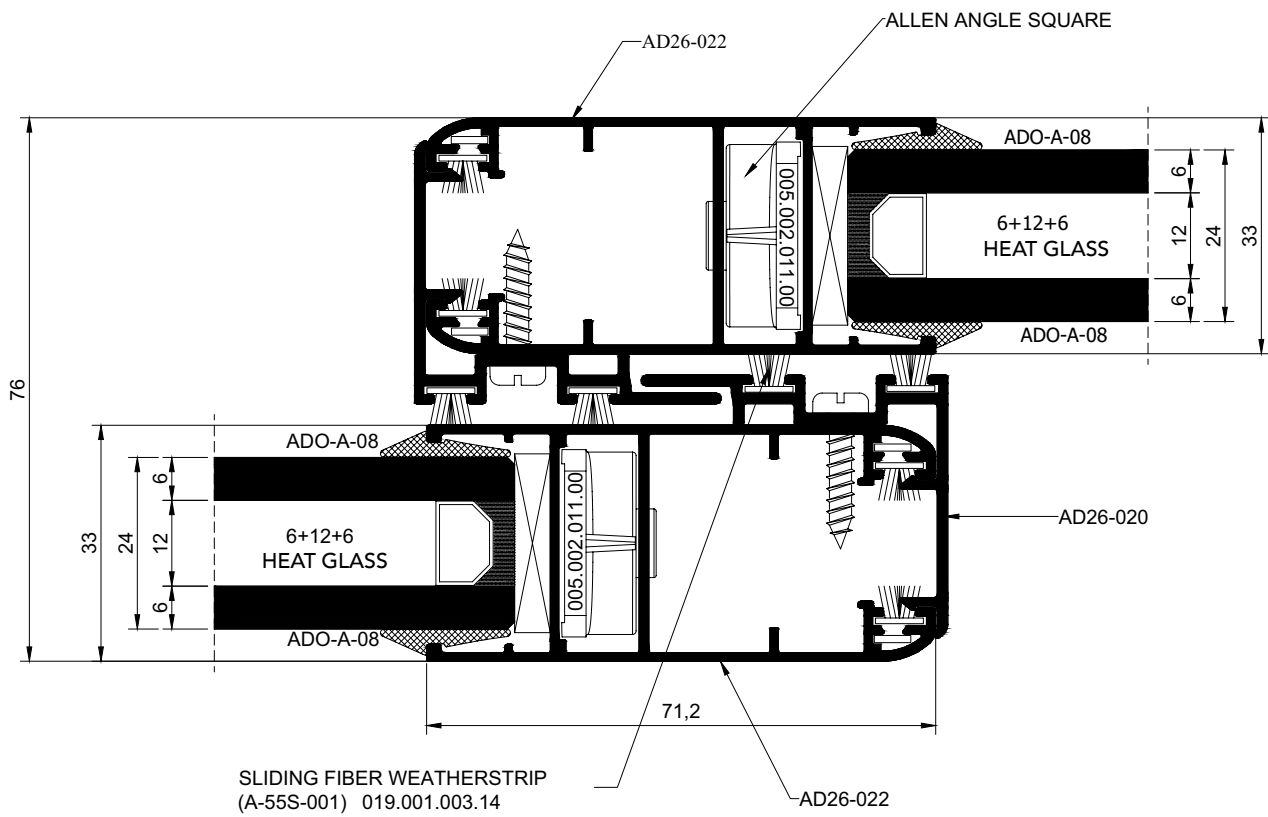 ALLEN ANGLE SQUARE
AD26-022
ADO-A-08
6
12
6
24
33
6+12+6
HEAT GLASS
005.002.011.00
ADO-A-08
76
ADO-A-08
33
24
6
12
6
6+12+6
HEAT GLASS
005.002.011.00
AD26-020
ADO-A-08
71,2
SLIDING FIBER WEATHERSTRIP
(A-55S-001) 019.001.003.14
AD26-022